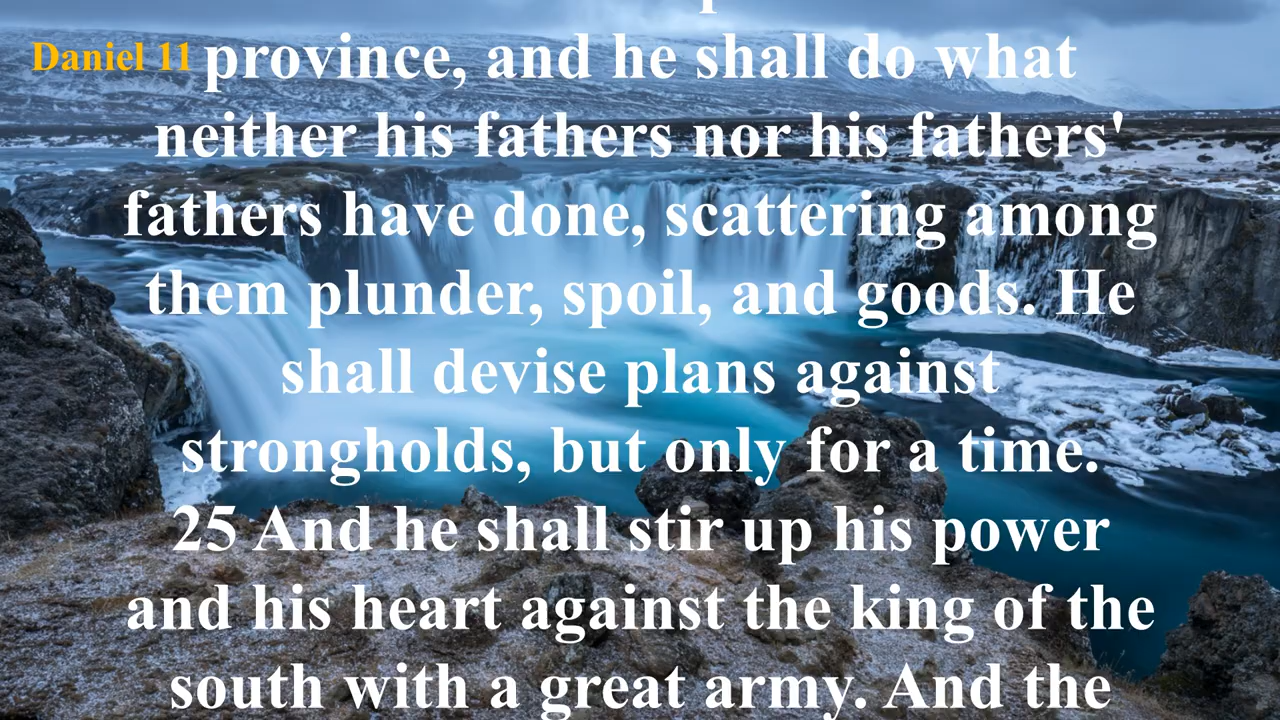 Daniel 11
province, and he shall do what
neither his fathers nor his fathers'
fathers have done, scattering among
them plunder, spoil, and goods. He
shall devise plans against
strongholds, but only for a time.
25 And he shall stir up his power
and his heart against the king of the
south with a great army. And the